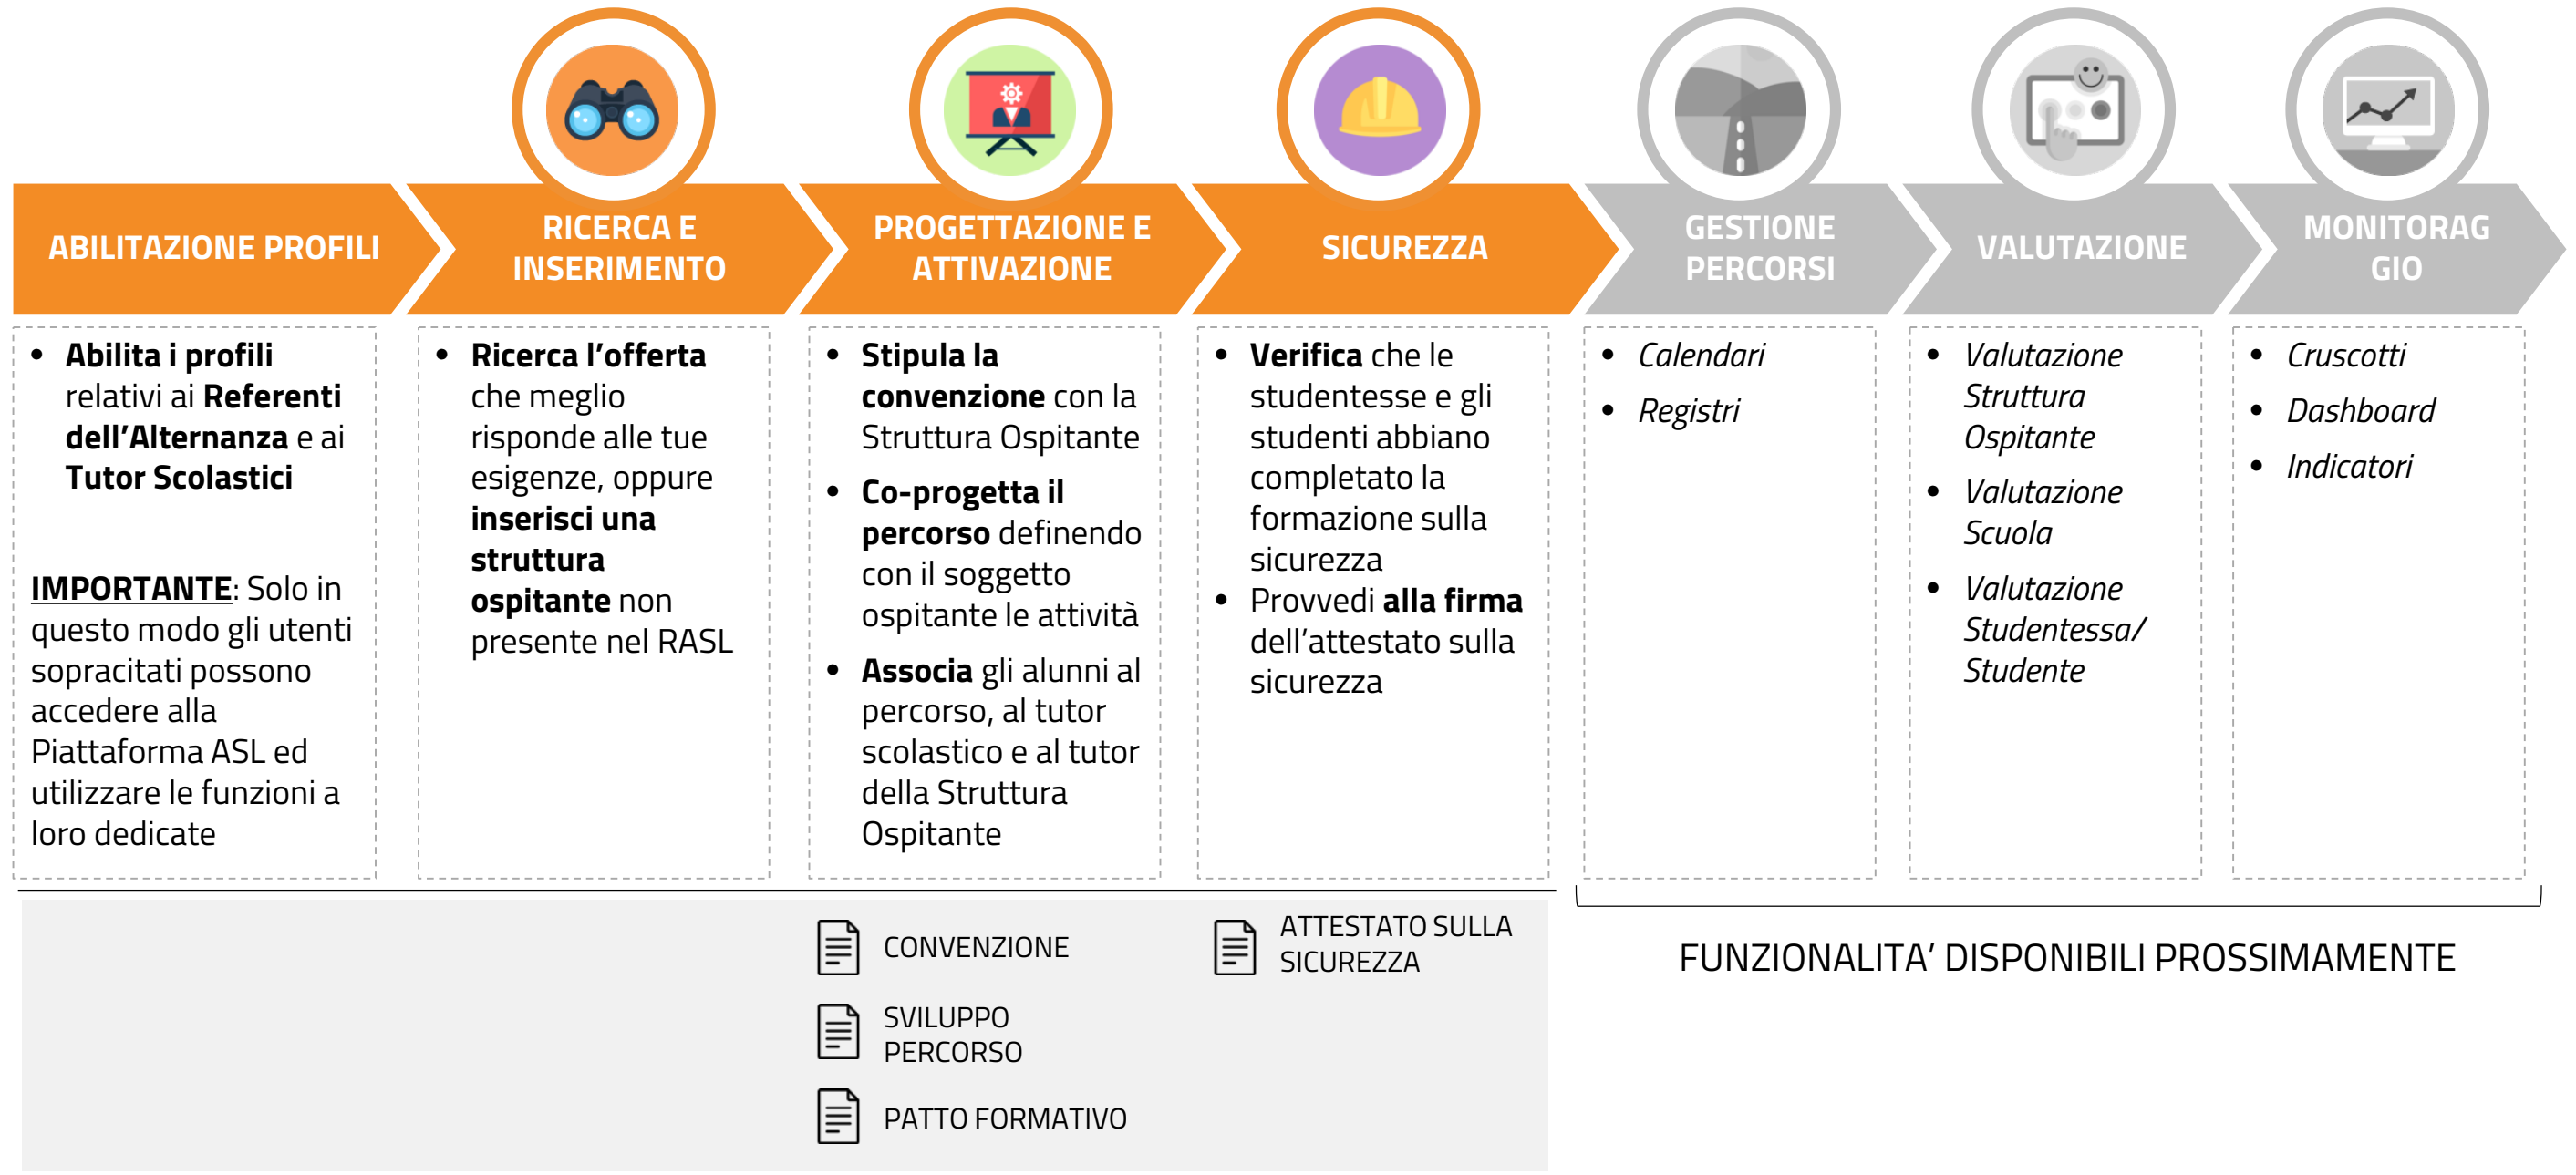 ABILITAZIONE PROFILI
RICERCA E
INSERIMENTO
PROGETTAZIONE E
ATTIVAZIONE
SICUREZZA
GESTIONE
PERCORSI
VALUTAZIONE
MONITORAG
GIO
• Abilita i profili
relativi ai Referenti
dell’Alternanza e ai
Tutor Scolastici
IMPORTANTE: Solo in
questo modo gli utenti
sopracitati possono
accedere alla
Piattaforma ASL ed
utilizzare le funzioni a
loro dedicate
• Ricerca l’offerta
che meglio
risponde alle tue
esigenze, oppure
inserisci una
struttura
ospitante non
presente nel RASL
• Stipula la
convenzione con la
Struttura Ospitante
• Co-progetta il
percorso definendo
con il soggetto
ospitante le attività
• Associa gli alunni al
percorso, al tutor
scolastico e al tutor
della Struttura
Ospitante
• Verifica che le
studentesse e gli
studenti abbiano
completato la
formazione sulla
sicurezza
• Provvedi alla firma
dell’attestato sulla
sicurezza
• Calendari
• Registri
• Valutazione
Struttura
Ospitante
• Valutazione
Scuola
• Valutazione
Studentessa/
Studente
• Cruscotti
• Dashboard
• Indicatori
CONVENZIONE
SVILUPPO
PERCORSO
PATTO FORMATIVO
ATTESTATO SULLA
SICUREZZA
FUNZIONALITA’ DISPONIBILI PROSSIMAMENTE